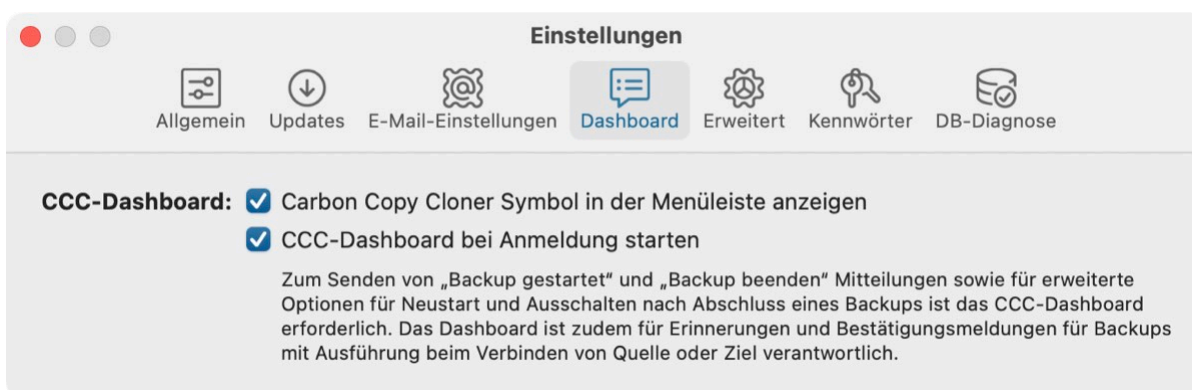 Einstellungen
Allgemein Updates E-Mail-Einstellungen Dashboard Erweitert Kennwörter DB-Diagnose
CCC-Dashboard: Carbon Copy Cloner Symbol in der Menüleiste anzeigen
CCC-Dashboard bei Anmeldung starten
Zum Senden von „Backup gestartet“ und „Backup beenden“ Mitteilungen sowie für erweiterte
Optionen für Neustart und Ausschalten nach Abschluss eines Backups ist das CCC-Dashboard
erforderlich. Das Dashboard ist zudem für Erinnerungen und Bestätigungsmeldungen für Backups
mit Ausführung beim Verbinden von Quelle oder Ziel verantwortlich.